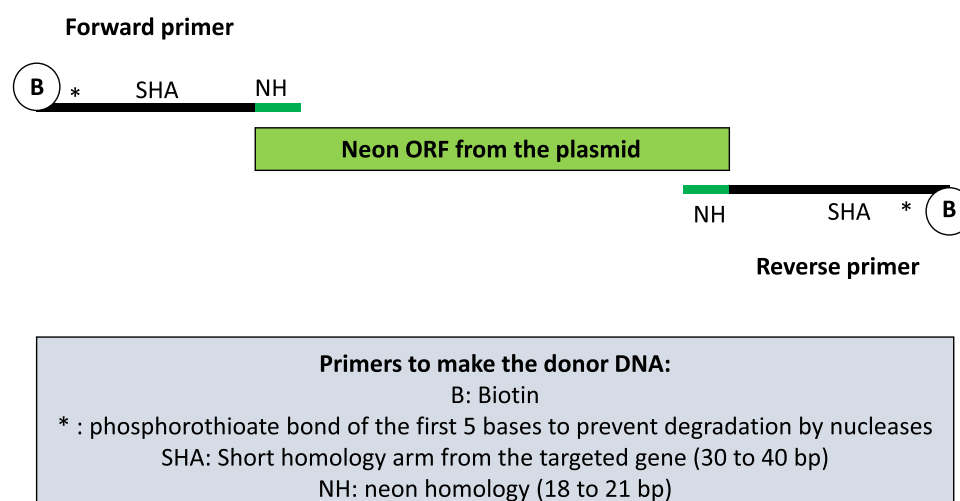 Forward primer
B
*
SHA
NH
Neon ORF from the plasmid
NH
SHA
*
B
Reverse primer
Primers to make the donor DNA:
B: Biotin
* : phosphorothioate bond of the first 5 bases to prevent degradation by nucleases
SHA: Short homology arm from the targeted gene (30 to 40 bp)
NH: neon homology (18 to 21 bp)